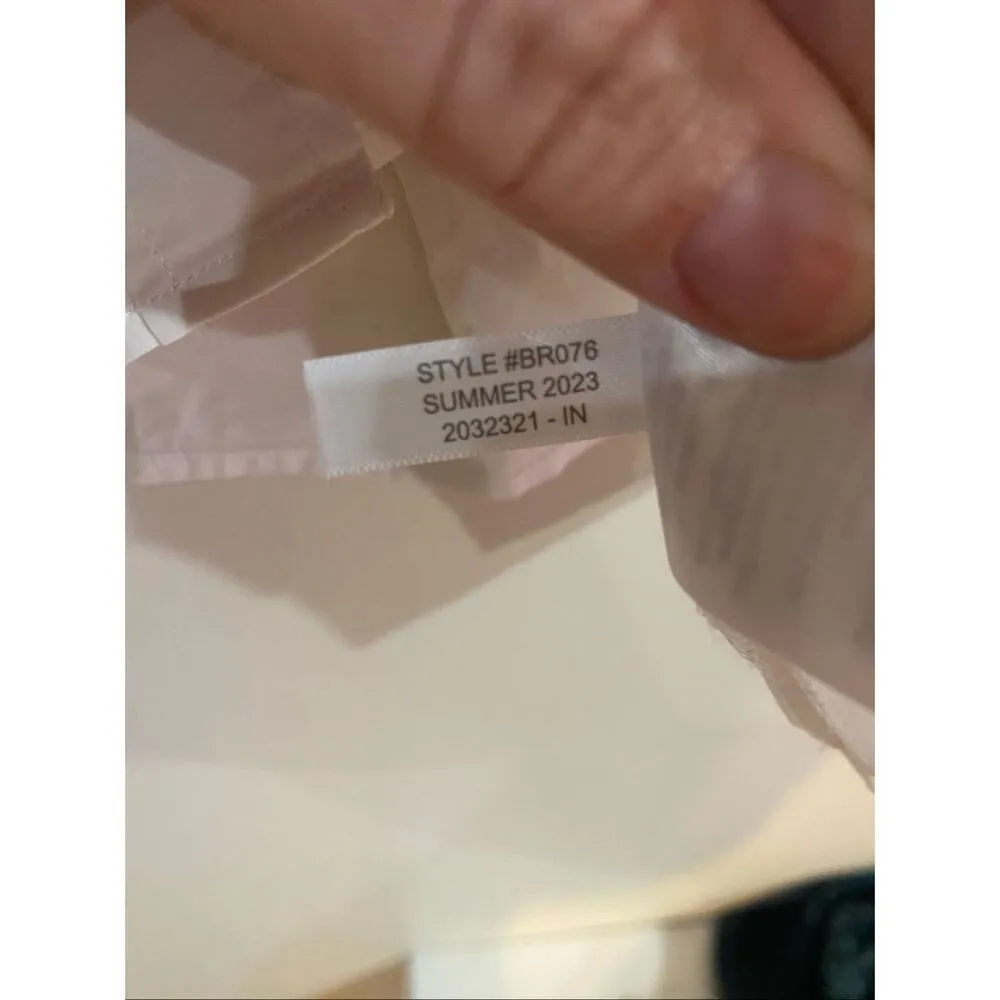 STYLE #BR076
SUMMER 2023
2032321 - IN